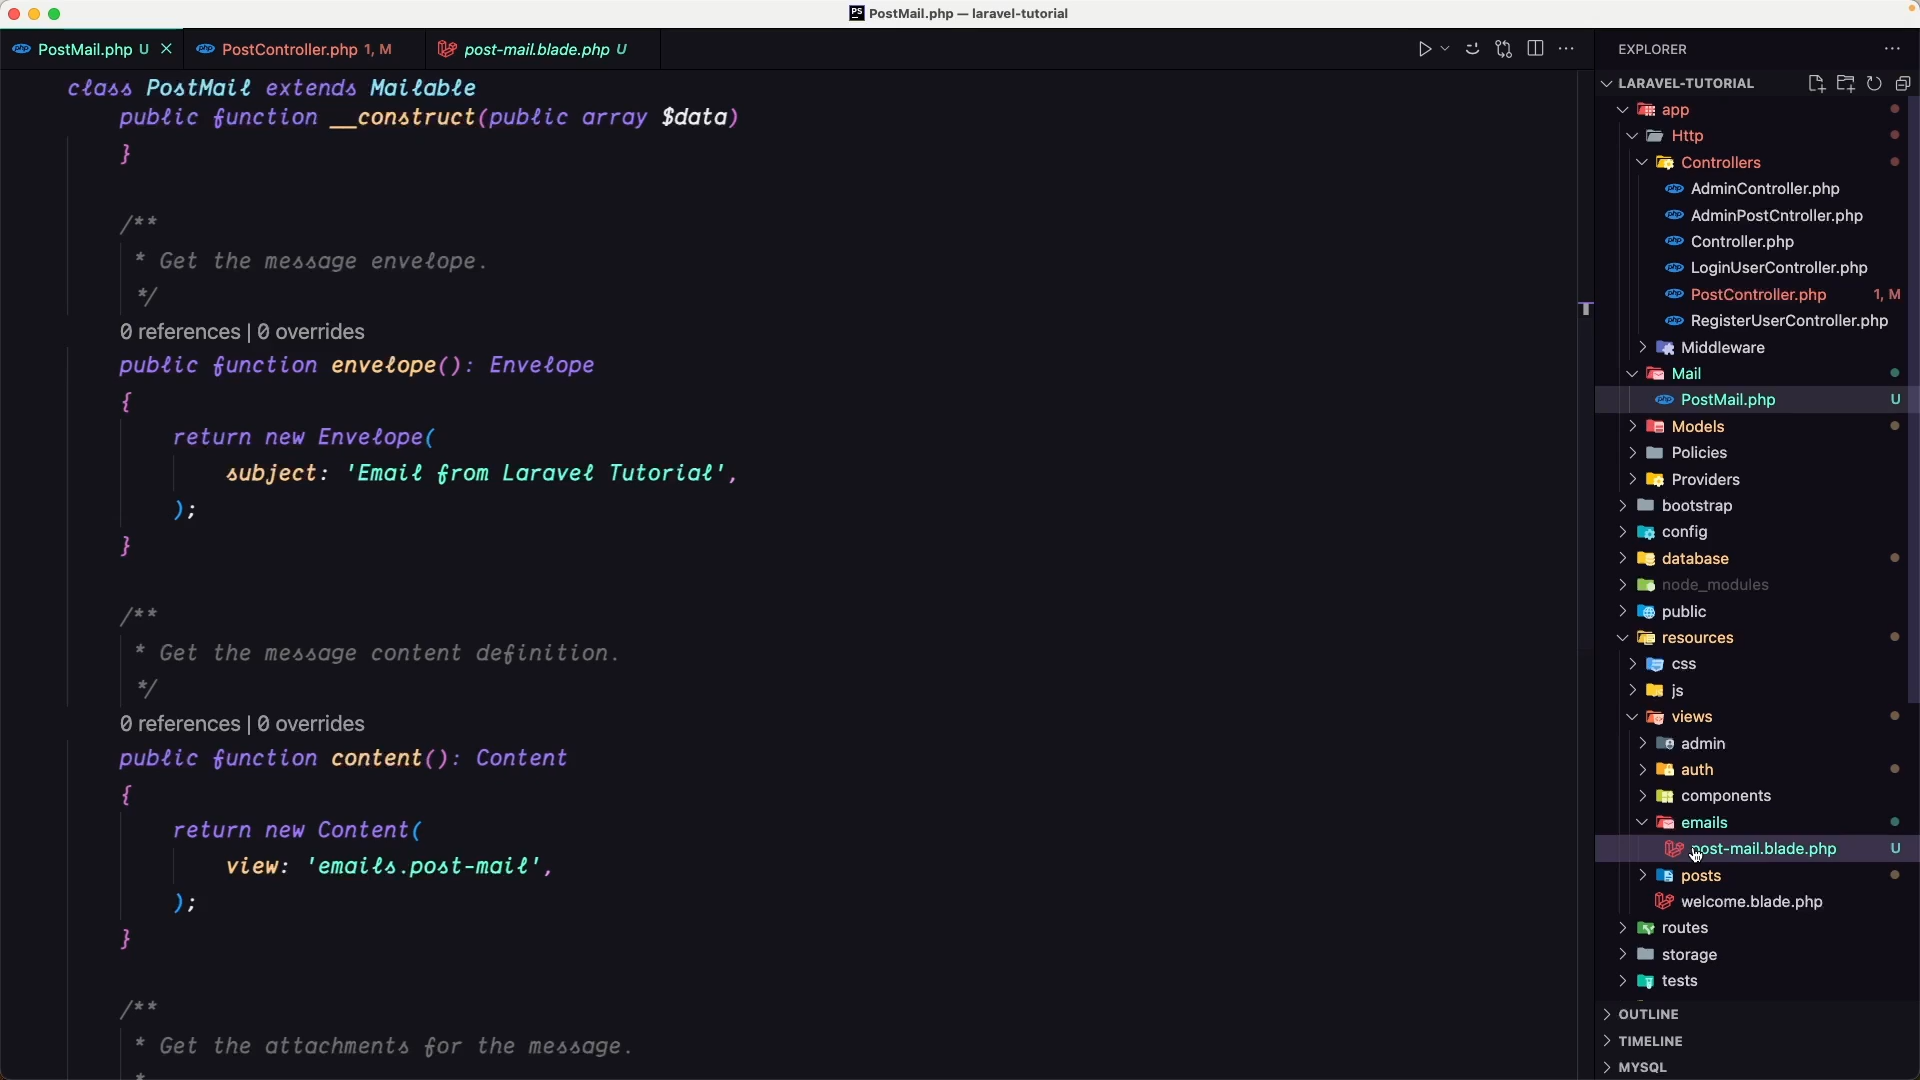 PostMail.php — laravel-tutorial
PostMail.php U
PostController.php 1, M
post-mail.blade.php U
class PostMail extends Mailable
public function __construct(public array $data)
}
/**
* Get the message envelope.
*/
0 references | 0 overrides
public function envelope(): Envelope
{
return new Envelope(
subject: 'Email from Laravel Tutorial',
);
}
/**
* Get the message content definition.
*/
0 references | 0 overrides
public function content(): Content
{
return new Content(
view: 'emails.post-mail',
);
}
/**
* Get the attachments for the message.
*
EXPLORER
LARAVEL-TUTORIAL
app
Http
Controllers
AdminController.php
AdminPostCntroller.php
Controller.php
LoginUserController.php
PostController.php 1, M
RegisterUserController.php
Middleware
Mail
PostMail.php U
Models
Policies
Providers
bootstrap
config
database
node_modules
public
resources
css
js
views
admin
auth
components
emails
post-mail.blade.php U
posts
welcome.blade.php
routes
storage
tests
OUTLINE
TIMELINE
MYSQL